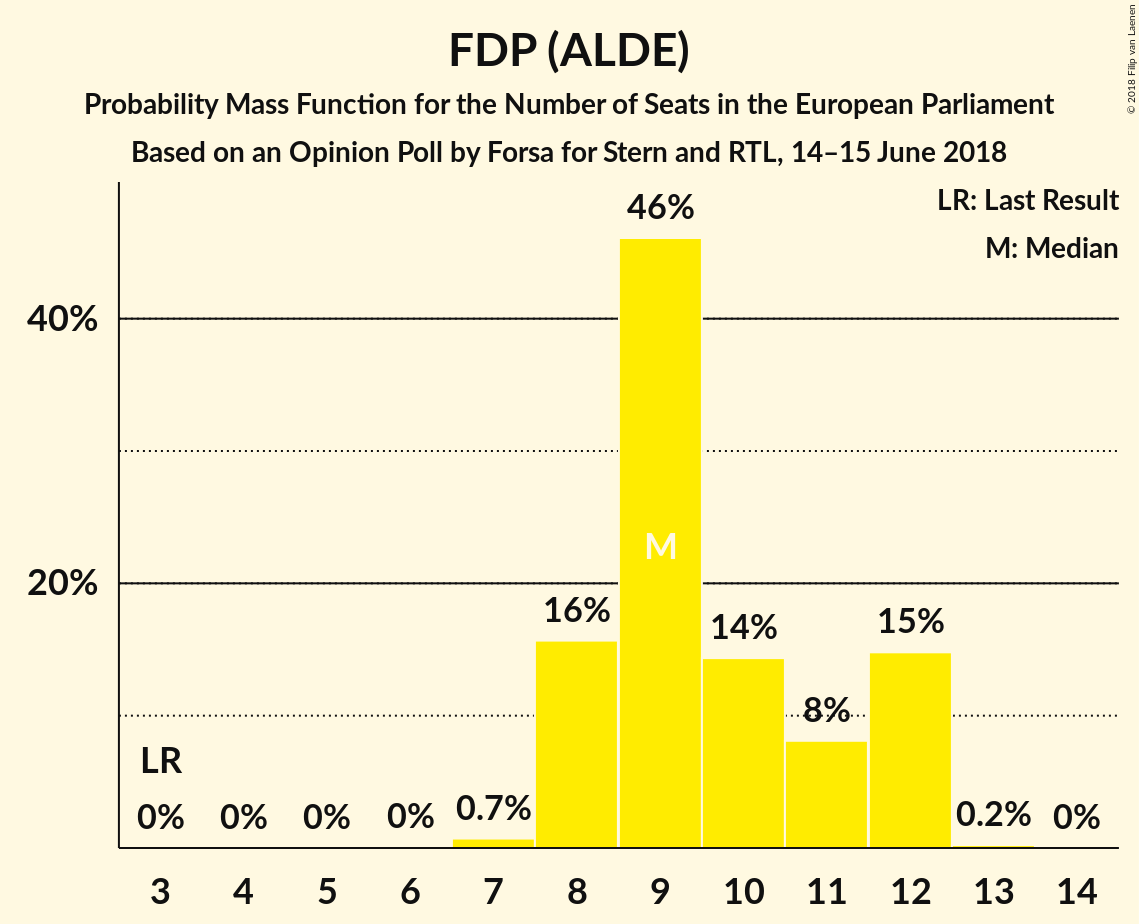 FDP (ALDE)
Probability Mass Function for the Number of Seats in the European Parliament
Based on an Opinion Poll by Forsa for Stern and RTL, 14–15 June 2018
© 2018 Filip van Laenen
LR: Last Result
M: Median
46%
40%
M
20%
16%
14%
15%
8%
LR
0%
0%
0%
0%
0.7%
0.2%
0%
3 4 5 6 7 8 9 10 11 12 13 14